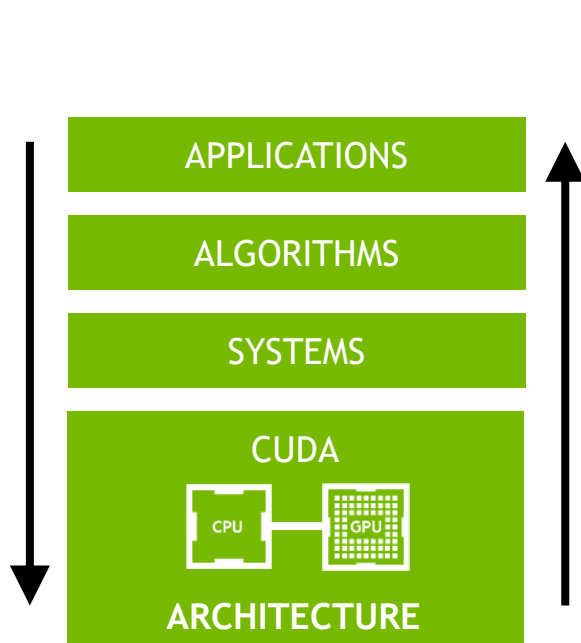 APPLICATIONS
ALGORITHMS
SYSTEMS
CUDA
CPU GPU
ARCHITECTURE